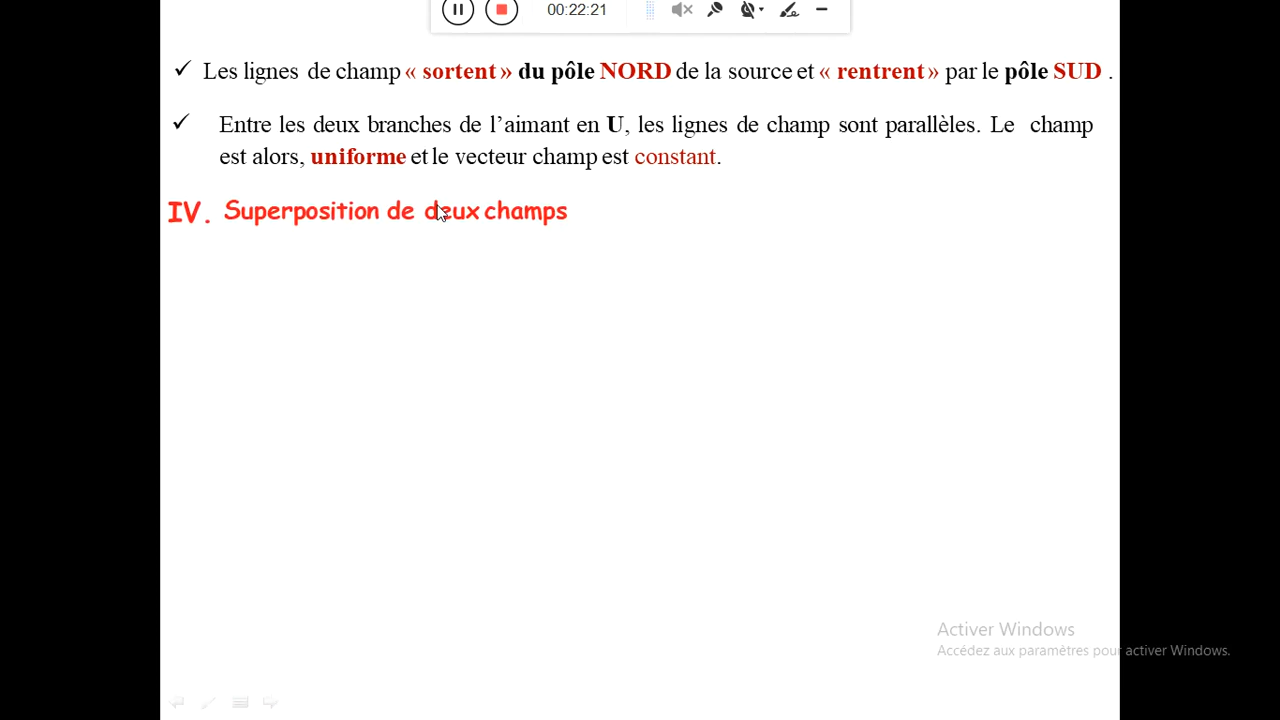 00:22:21
✓ Les lignes de champ « sortent » du pôle NORD de la source et « rentrent » par le pôle SUD .
✓ Entre les deux branches de l’aimant en U, les lignes de champ sont parallèles. Le champ
est alors, uniforme et le vecteur champ est constant.
IV. Superposition de deux champs
Activer Windows
Accédez aux paramètres pour activer Windows.